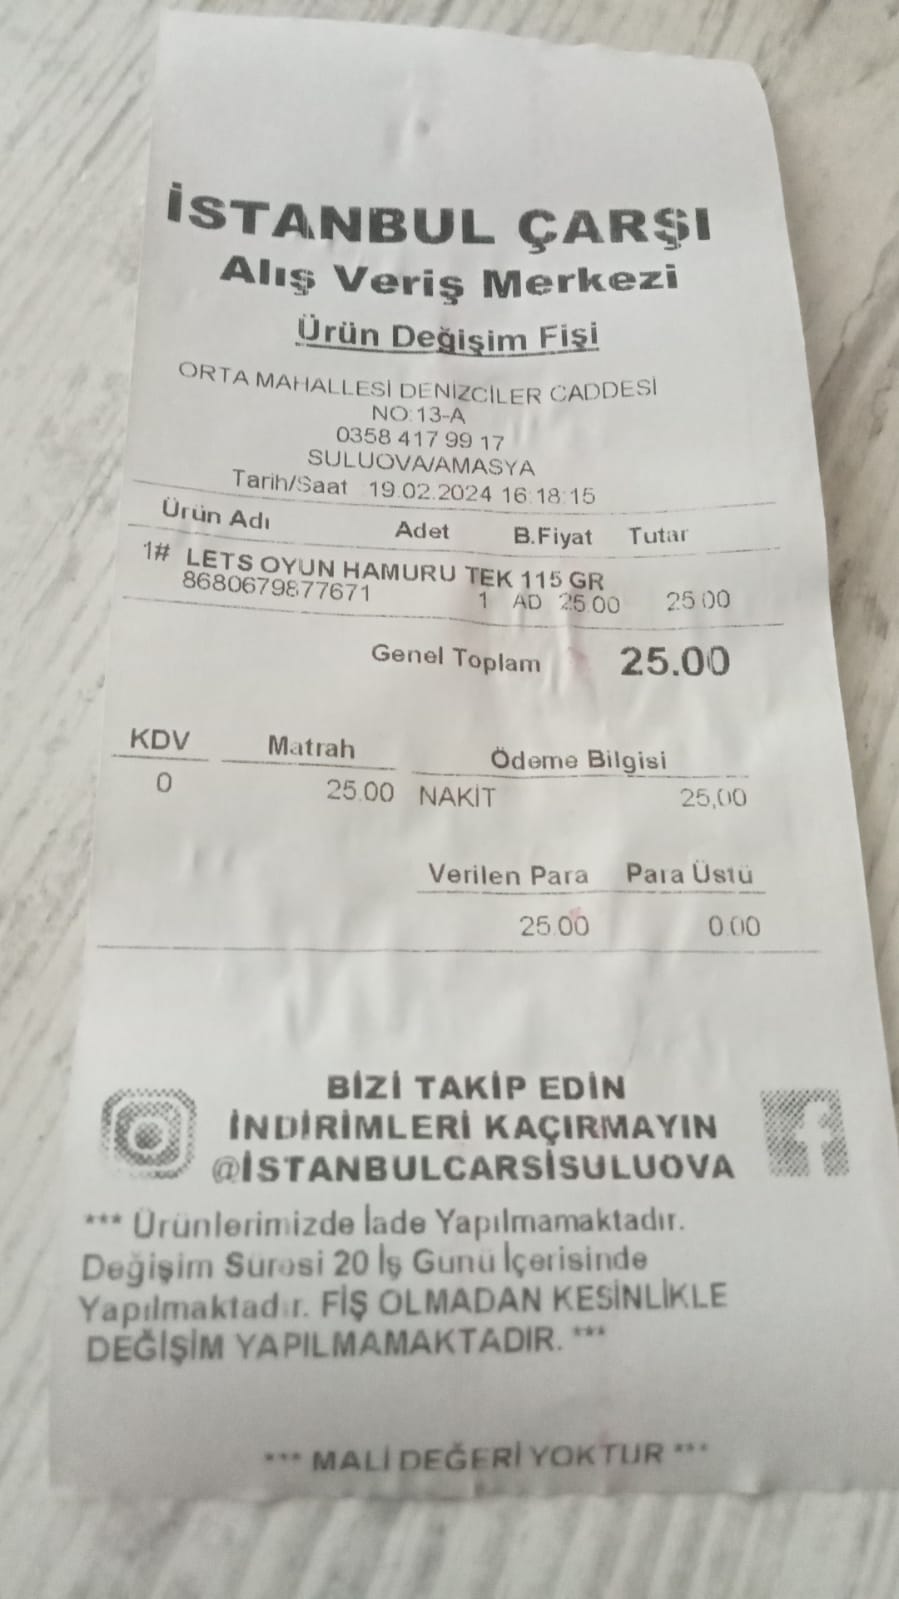 İSTANBUL ÇARŞI
Alış Veriş Merkezi
Ürün Değişim Fişi
ORTA MAHALLESİ DENİZCİLER CADDESİ
NO:13-A
0358 417 99 17
SULUOVA/AMASYA
Tarih/Saat 19.02.2024 16:18:15
Ürün Adı Adet B.Fiyat Tutar
1# LETS OYUN HAMURU TEK 115 GR
8680679877671 1 AD 25.00 25.00
Genel Toplam 25.00
KDV Matrah Ödeme Bilgisi
0 25.00 NAKİT 25,00
Verilen Para Para Üstü
25.00 0.00
BİZİ TAKİP EDİN
İNDİRİMLERİ KAÇIRMAYIN
@İSTANBULCARSİSULUOVA
*** Ürünlerimizde İade Yapılmamaktadır.
Değişim Süresi 20 İş Günü İçerisinde
Yapılmaktadır. FİŞ OLMADAN KESİNLİKLE
DEĞİŞİM YAPILMAMAKTADIR. ***
*** MALİ DEĞERİ YOKTUR ***